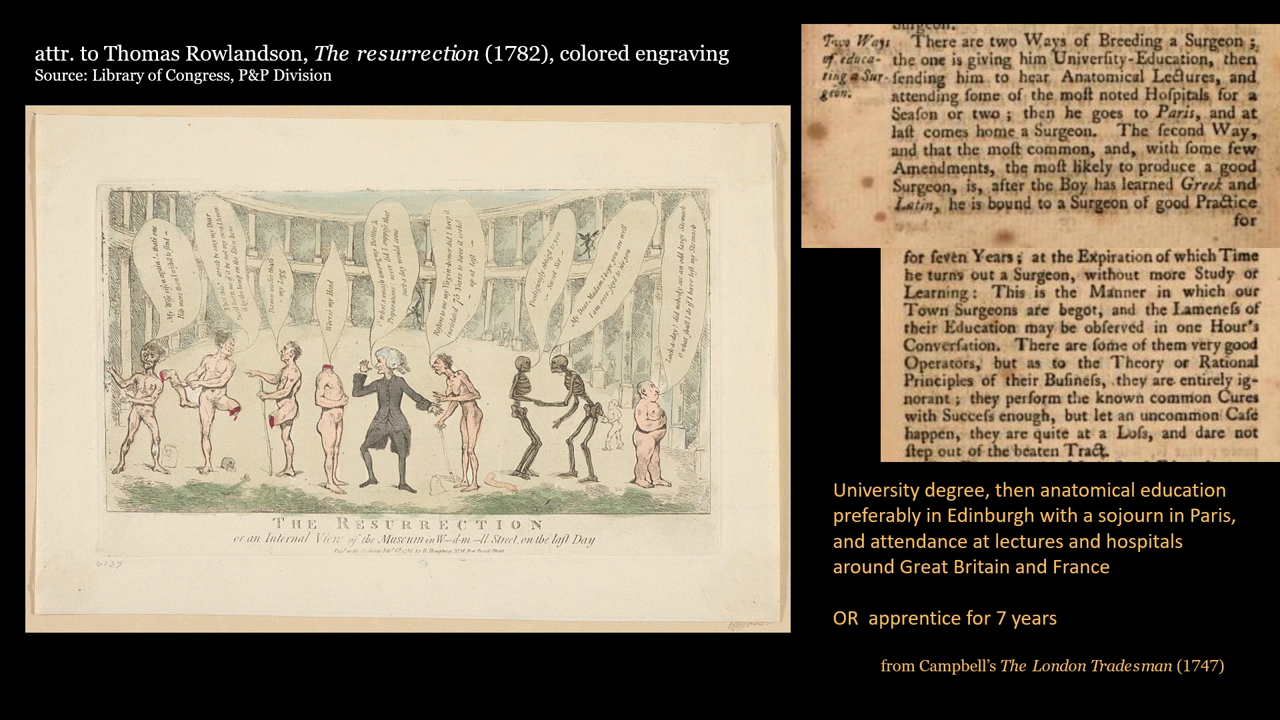 attr. to Thomas Rowlandson, The resurrection (1782), colored engraving
Source: Library of Congress, P&P Division
My Wife risen again!
Where's my Head
THE RESURRECTION
or an Internal View of the Museum in W-d-m-ll Street, on the last Day
Surgeon.
Two Ways
of educa-
ting a Sur-
geon.
There are two Ways of Breeding a Surgeon;
the one is giving him Univerſity-Education, then
ſending him to hear Anatomical Lectures, and
attending ſome of the moſt noted Hoſpitals for a
Seaſon or two; then he goes to Paris, and at
laſt comes home a Surgeon. The ſecond Way,
and that the moſt common, and, with ſome few
Amendments, the moſt likely to produce a good
Surgeon, is, after the Boy has learned Greek and
Latin, he is bound to a Surgeon of good Practice
for
for ſeven Years; at the Expiration of which Time
he turns out a Surgeon, without more Study or
Learning: This is the Manner in which our
Town Surgeons are begot, and the Lameneſs of
their Education may be obſerved in one Hour's
Converſation. There are ſome of them very good
Operators, but as to the Theory or Rational
Principles of their Buſineſs, they are entirely ig-
norant; they perform the known common Cures
with Succeſs enough, but let an uncommon Caſe
happen, they are quite at a Loſs, and dare not
ſtep out of the beaten Tract.
University degree, then anatomical education
preferably in Edinburgh with a sojourn in Paris,
and attendance at lectures and hospitals
around Great Britain and France
OR apprentice for 7 years
from Campbell's The London Tradesman (1747)